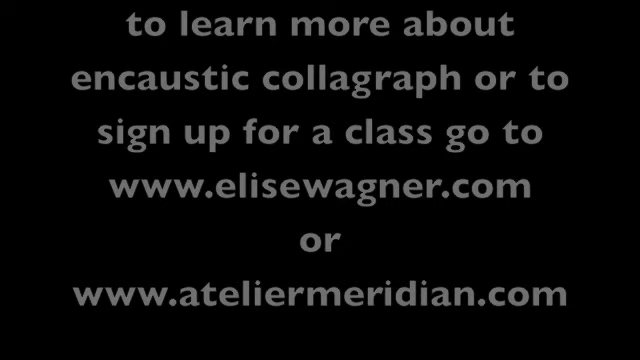 to learn more about
encaustic collagraph or to
sign up for a class go to
www.elisewagner.com
or
www.ateliermeridian.com